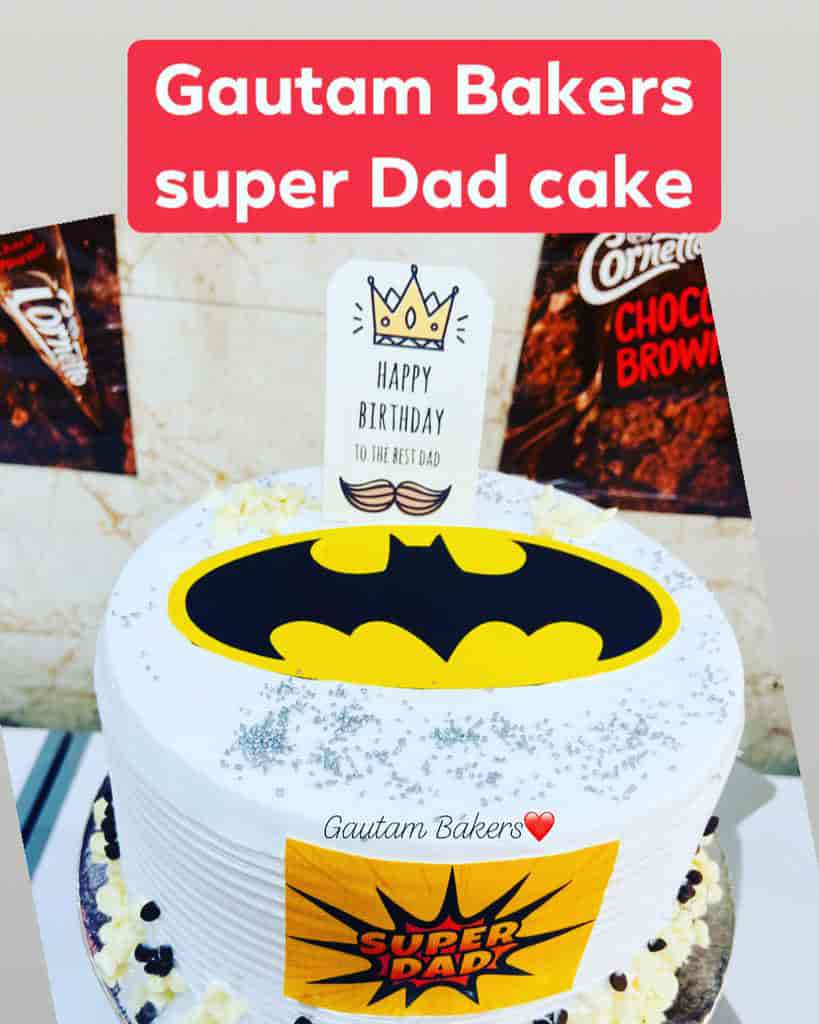 Gautam Bakers
super Dad cake
Cornetto
Cornetto
CHOCO
BROWN
HAPPY
BIRTHDAY
TO THE BEST DAD
Gautam Bakers❤️
SUPER
DAD